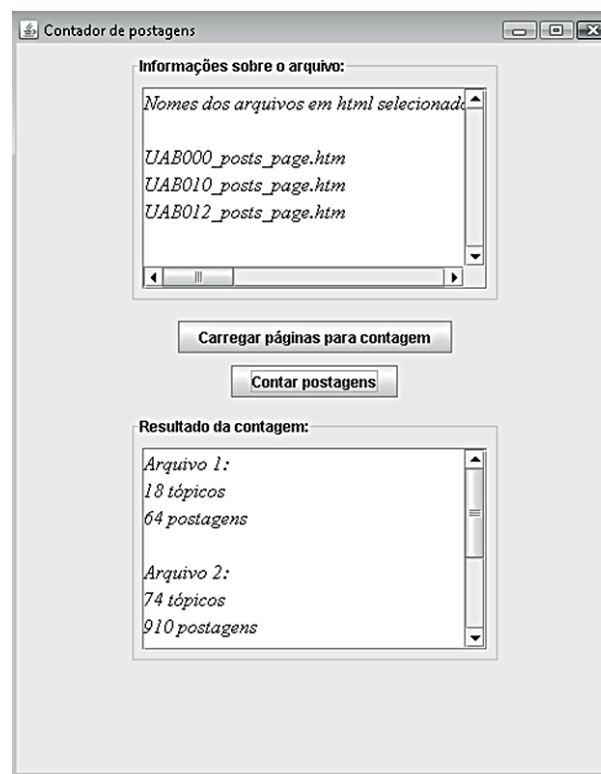 Contador de postagens
Informações sobre o arquivo:
Nomes dos arquivos em html
UAB000_posts_page.htm
UAB010_posts_page.htm
UAB012_posts_page.htm
Carregar páginas para contagem
Contar postagens
Resultado da contagem:
Arquivo 1:
18 tópicos
64 postagens
Arquivo 2:
74 tópicos
910 postagens